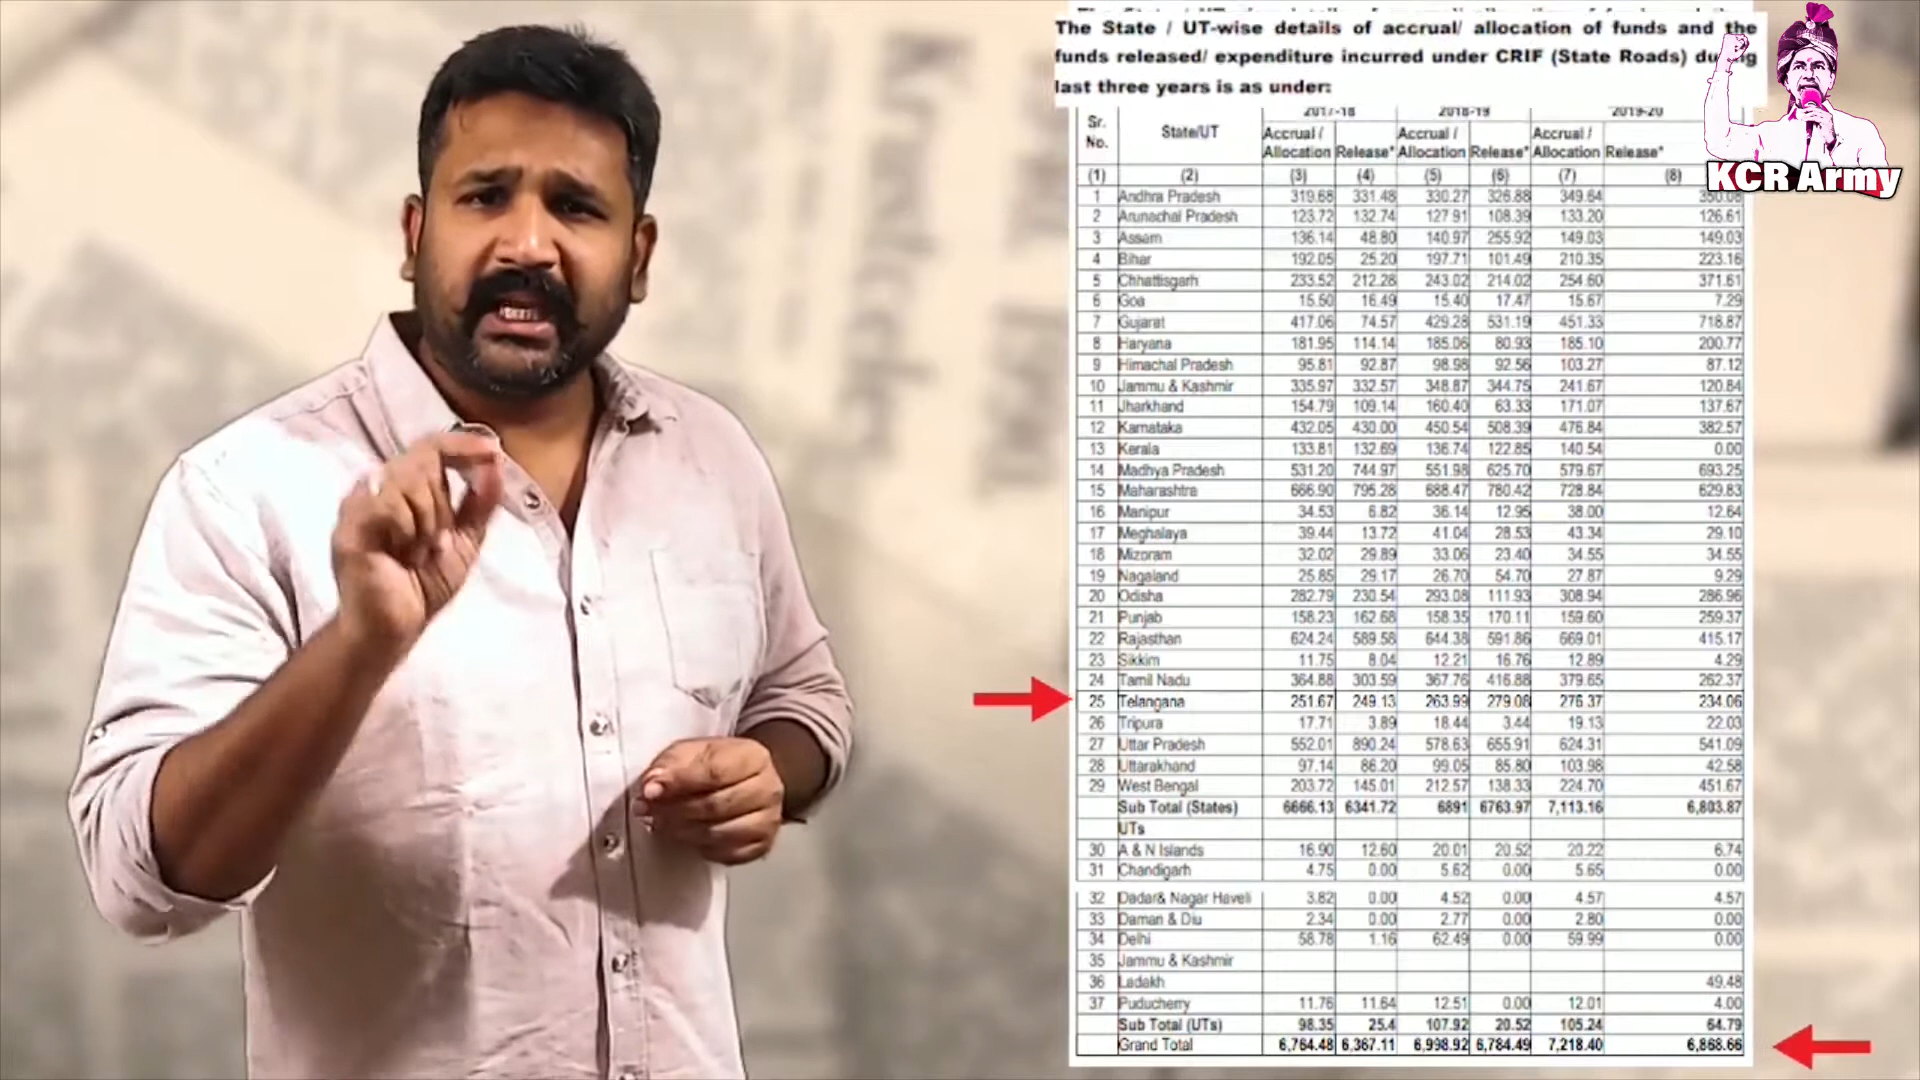 The State / UT-wise details of accrual/ allocation of funds and the
funds released/ expenditure incurred under CRIF (State Roads) during
last three years is as under:
KCR Army
2017-18 2018-19 2019-20
Sr. No. State/UT Accrual / Allocation Release* Accrual / Allocation Release* Accrual / Allocation Release*
(1) (2) (3) (4) (5) (6) (7) (8)
1 Andhra Pradesh 319.68 331.48 330.27 326.88 349.64 350.08
2 Arunachal Pradesh 123.72 132.74 127.91 108.39 133.20 126.61
3 Assam 136.14 48.80 140.97 255.92 149.03 149.03
4 Bihar 192.05 25.20 197.71 101.49 210.35 223.16
5 Chhattisgarh 233.52 212.28 243.02 214.02 254.60 371.61
6 Goa 15.50 16.49 15.40 17.47 15.67 7.29
7 Gujarat 417.06 74.57 429.28 531.19 451.33 718.87
8 Haryana 181.95 114.14 185.06 80.93 185.10 200.77
9 Himachal Pradesh 95.81 92.87 98.98 92.56 103.27 87.12
10 Jammu & Kashmir 335.97 332.57 348.87 344.75 241.67 120.84
11 Jharkhand 154.79 109.14 160.40 63.33 171.07 137.67
12 Karnataka 432.05 430.00 450.54 508.39 476.84 382.57
13 Kerala 133.81 132.69 136.74 122.85 140.54 0.00
14 Madhya Pradesh 531.20 744.97 551.98 625.70 579.67 693.25
15 Maharashtra 666.90 795.28 688.47 780.42 728.84 629.83
16 Manipur 34.53 6.82 36.14 12.95 38.00 12.64
17 Meghalaya 39.44 13.72 41.04 28.53 43.34 29.10
18 Mizoram 32.02 29.89 33.06 23.40 34.55 34.55
19 Nagaland 25.85 29.17 26.70 54.70 27.87 9.29
20 Odisha 282.79 230.54 293.08 111.93 308.94 286.96
21 Punjab 158.23 162.68 158.35 170.11 159.60 259.37
22 Rajasthan 624.24 589.58 644.38 591.86 669.01 415.17
23 Sikkim 11.75 8.04 12.21 16.76 12.89 4.29
24 Tamil Nadu 364.88 303.59 367.76 416.88 379.65 262.37
25 Telangana 251.67 249.13 263.99 279.08 276.37 234.06
26 Tripura 17.71 3.89 18.44 3.44 19.13 22.03
27 Uttar Pradesh 552.01 890.24 578.63 655.91 624.31 541.09
28 Uttarakhand 97.14 86.20 99.05 85.80 103.98 42.58
29 West Bengal 203.72 145.01 212.57 138.33 224.70 451.67
Sub Total (States) 6666.13 6341.72 6891 6763.97 7,113.16 6,803.87
UTs
30 A & N Islands 16.90 12.60 20.01 20.52 20.22 6.74
31 Chandigarh 4.75 0.00 5.62 0.00 5.65 0.00
32 Dadar& Nagar Haveli 3.82 0.00 4.52 0.00 4.57 4.57
33 Daman & Diu 2.34 0.00 2.77 0.00 2.80 0.00
34 Delhi 58.78 1.16 62.49 0.00 59.99 0.00
35 Jammu & Kashmir
36 Ladakh 49.48
37 Puducherry 11.76 11.64 12.51 0.00 12.01 4.00
Sub Total (UTs) 98.35 25.4 107.92 20.52 105.24 64.79
Grand Total 6,764.48 6,367.11 6,998.92 6,784.49 7,218.40 6,868.66